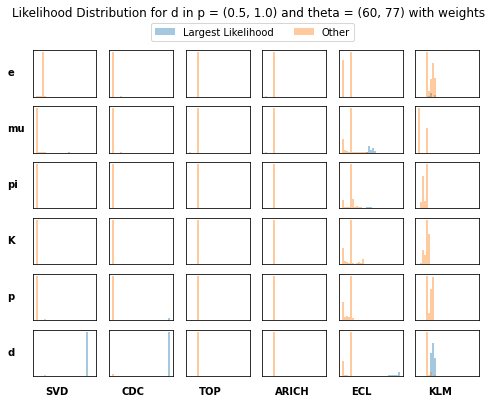 Likelihood Distribution for d in p = (0.5, 1.0) and theta = (60, 77) with weights
Largest Likelihood Other
e
mu
pi
K
p
d
SVD CDC TOP ARICH ECL KLM